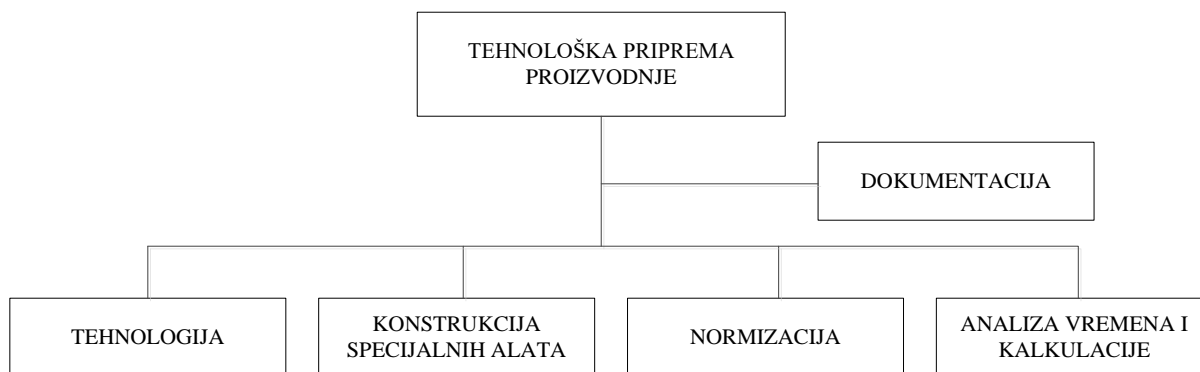 TEHNOLOŠKA PRIPREMA
PROIZVODNJE
DOKUMENTACIJA
TEHNOLOGIJA
KONSTRUKCIJA
SPECIJALNIH ALATA
NORMIZACIJA
ANALIZA VREMENA I
KALKULACIJE